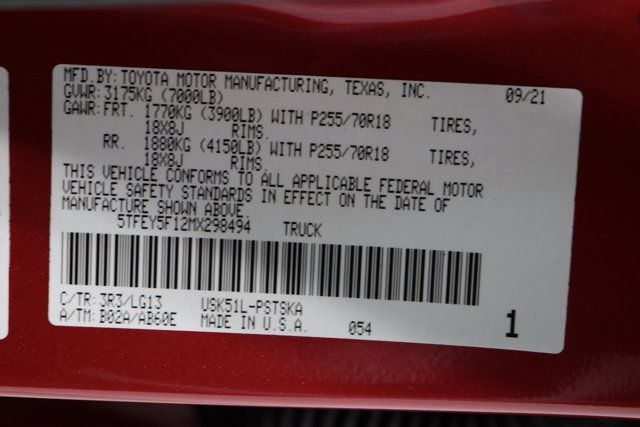 MFD.BY: TOYOTA MOTOR MANUFACTURING, TEXAS, INC. 09/21
GVWR: 3175KG (7000LB)
GAWR: FRT. 1770KG (3900LB) WITH P255/70R18 TIRES,
18X8J RIMS.
RR. 1880KG (4150LB) WITH P255/70R18 TIRES,
18X8J RIMS.
THIS VEHICLE CONFORMS TO ALL APPLICABLE FEDERAL MOTOR
VEHICLE SAFETY STANDARDS IN EFFECT ON THE DATE OF
MANUFACTURE SHOWN ABOVE.
5TFEY5F12MX298494 TRUCK
C/TR: 3R3/LG13 USK51L-PSTSKA
A/TM: B02A/AB60E MADE IN U.S.A. 054 1